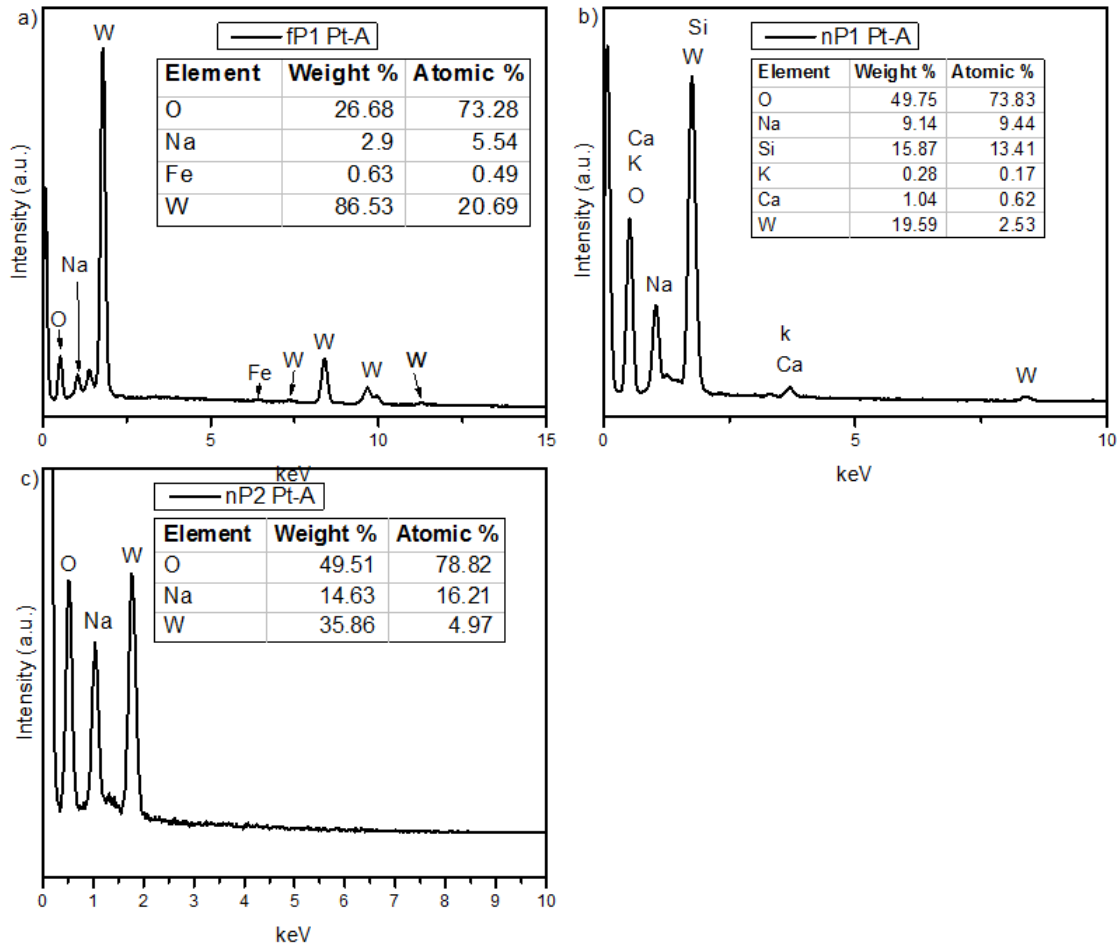 a)
fP1 Pt-A
Element Weight % Atomic %
O 26.68 73.28
Na 2.9 5.54
Fe 0.63 0.49
W 86.53 20.69
W
Na
O
Fe
W
W
W
W
Intensity ( a.u.)
0 5 10 15
keV
b)
nP1 Pt-A
Element Weight % Atomic %
O 49.75 73.83
Na 9.14 9.44
Si 15.87 13.41
K 0.28 0.17
Ca 1.04 0.62
W 19.59 2.53
Si
W
Ca
K
O
Na
k
Ca
W
Intensity ( a.u.)
0 5 10
keV
c)
nP2 Pt-A
Element Weight % Atomic %
O 49.51 78.82
Na 14.63 16.21
W 35.86 4.97
O
Na
W
Intensity ( a.u.)
0 1 2 3 4 5 6 7 8 9 10
keV